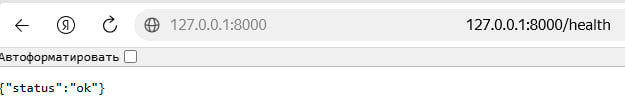 Я 127.0.0.1:8000 127.0.0.1:8000/health
Автоформатировать
{"status":"ok"}